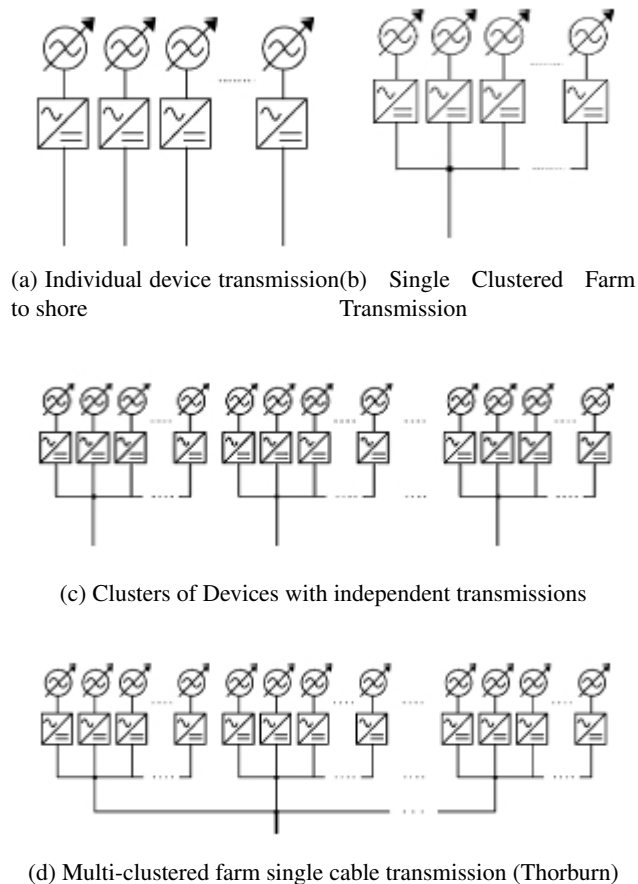 (a) Individual device transmission
to shore
(b) Single Clustered Farm
Transmission
(c) Clusters of Devices with independent transmissions
(d) Multi-clustered farm single cable transmission (Thorburn)